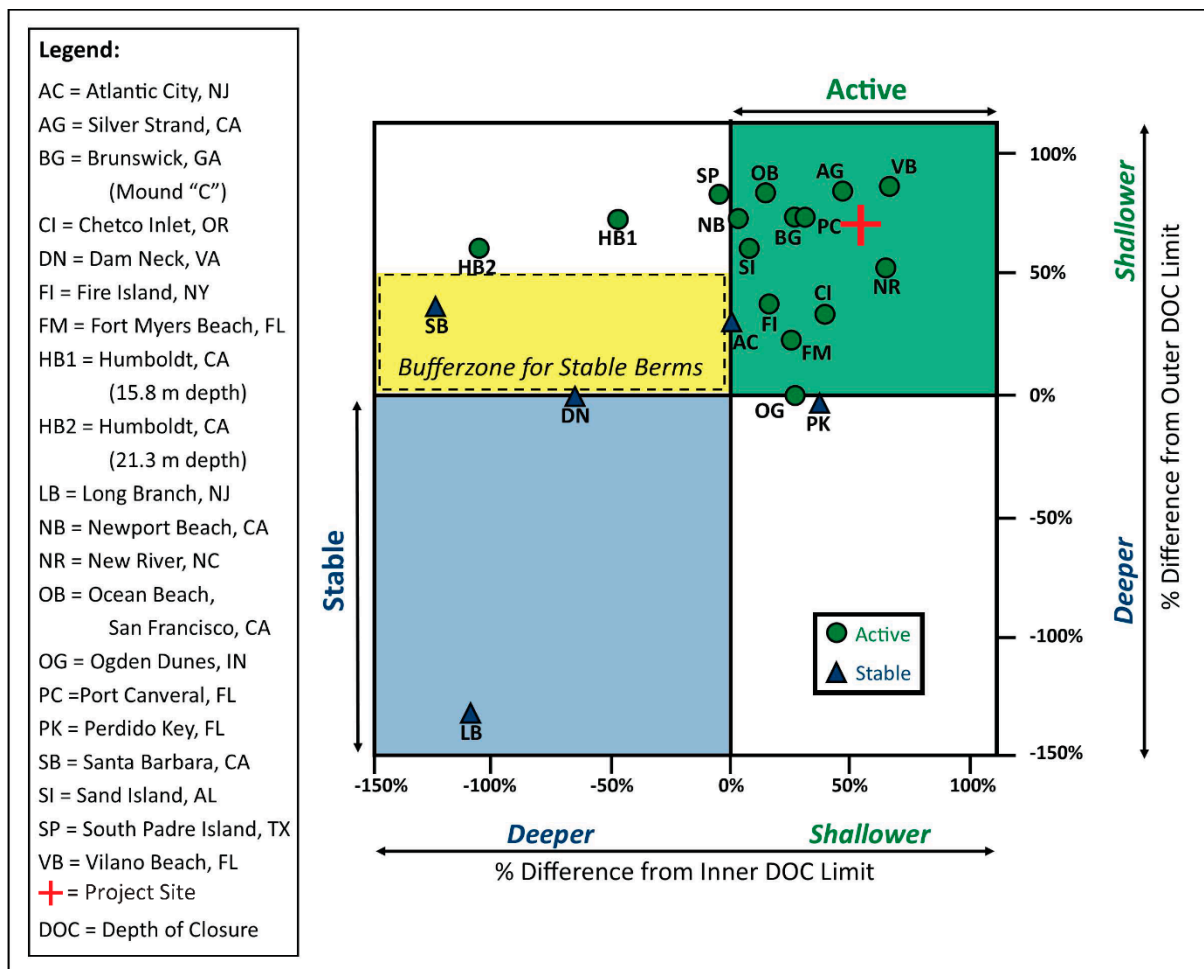 Legend:
AC = Atlantic City, NJ
AG = Silver Strand, CA
BG = Brunswick, GA
(Mound “C”)
CI = Chetco Inlet, OR
DN = Dam Neck, VA
FI = Fire Island, NY
FM = Fort Myers Beach, FL
HB1 = Humboldt, CA
(15.8 m depth)
HB2 = Humboldt, CA
(21.3 m depth)
LB = Long Branch, NJ
NB = Newport Beach, CA
NR = New River, NC
OB = Ocean Beach,
San Francisco, CA
OG = Ogden Dunes, IN
PC =Port Canveral, FL
PK = Perdido Key, FL
SB = Santa Barbara, CA
SI = Sand Island, AL
SP = South Padre Island, TX
VB = Vilano Beach, FL
= Project Site
DOC = Depth of Closure
Active
SP
OB
AG
VB
NB
BG
PC
HB1
HB2
SI
NR
SB
FI
CI
AC
FM
Bufferzone for Stable Berms
DN
OG
PK
LB
Stable
Active
Stable
100%
50%
0%
-50%
-100%
-150%
Shallower
Deeper
% Difference from Outer DOC Limit
-150%
-100%
-50%
0%
50%
100%
Deeper
Shallower
% Difference from Inner DOC Limit